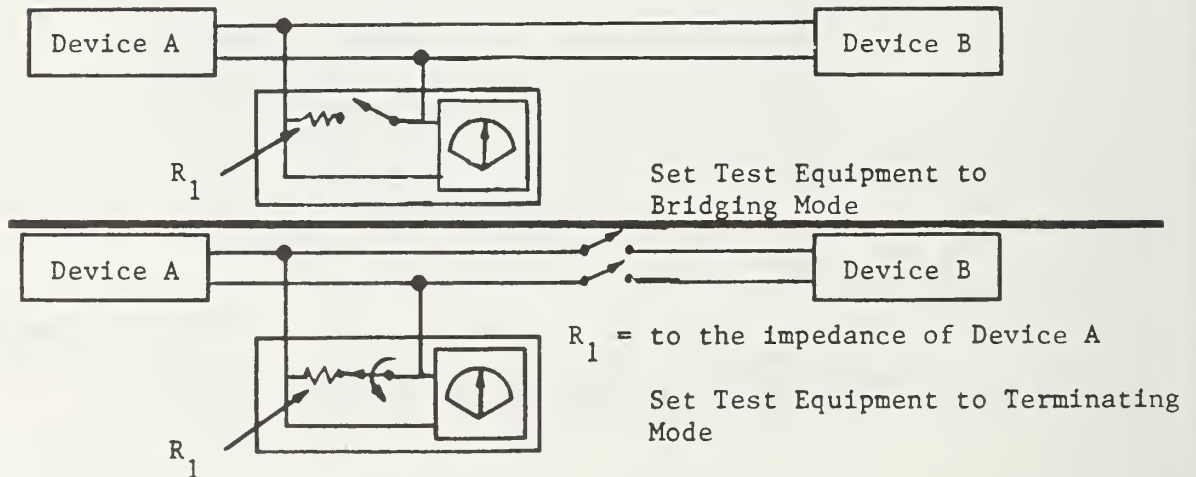 Device A
Device B
R1
Set Test Equipment to
Bridging Mode
Device A
Device B
R1 = to the impedance of Device A
Set Test Equipment to Terminating
Mode
R1